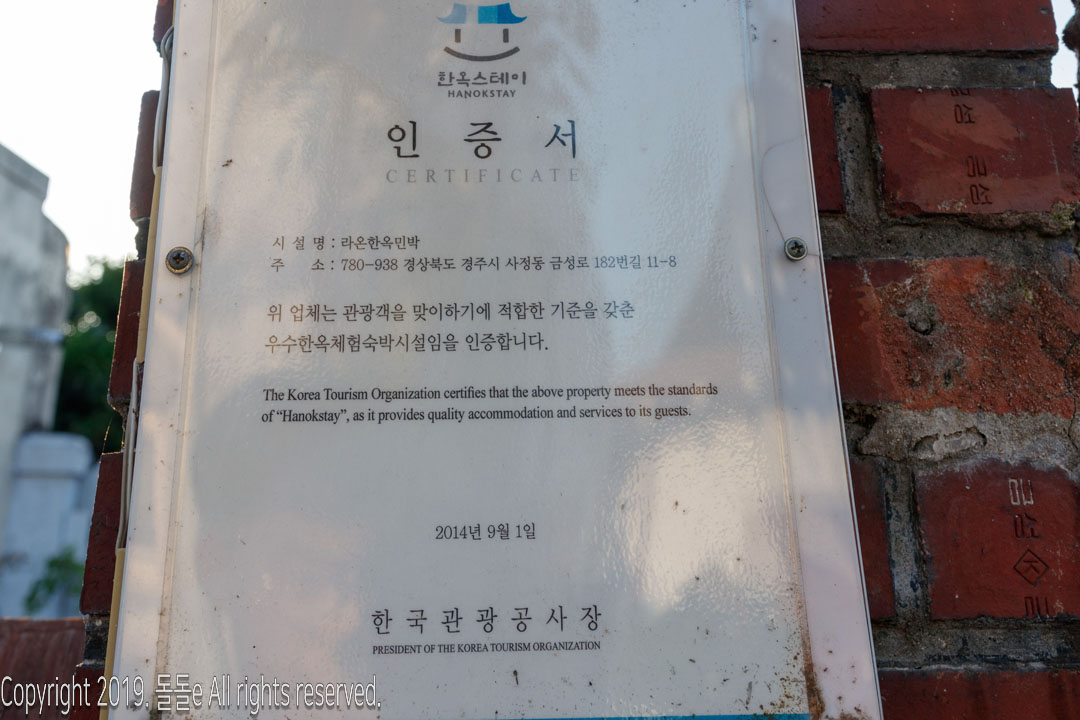 한옥스테이
HANOKSTAY
인 증 서
CERTIFICATE
시 설 명 : 라온한옥민박
주 소 : 780-938 경상북도 경주시 사정동 금성로 182번길 11-8
위 업체는 관광객을 맞이하기에 적합한 기준을 갖춘
우수한옥체험숙박시설임을 인증합니다.
The Korea Tourism Organization certifies that the above property meets the standards
of “Hanokstay”, as it provides quality accommodation and services to its guests.
2014년 9월 1일
한국관광공사장
PRESIDENT OF THE KOREA TOURISM ORGANIZATION
Copyright 2019. 돌돌e All rights reserved.